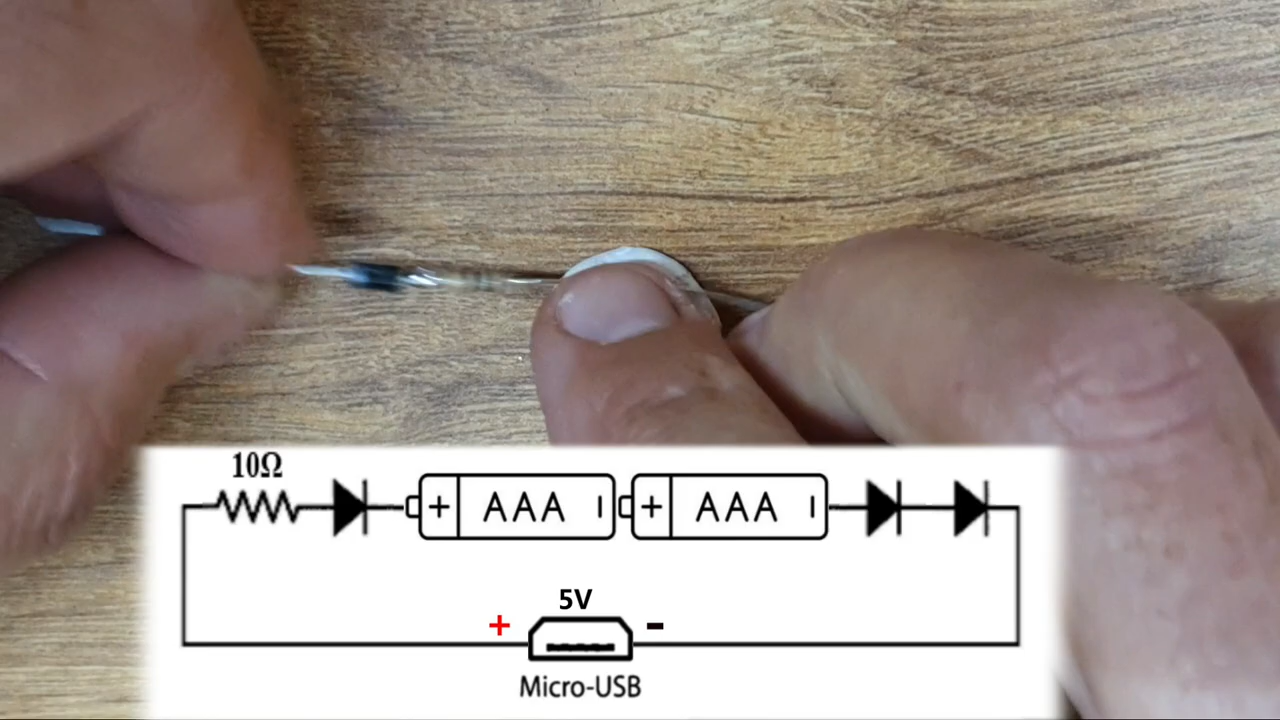 10Ω
+ AAA - + AAA -
5V
+ -
Micro-USB